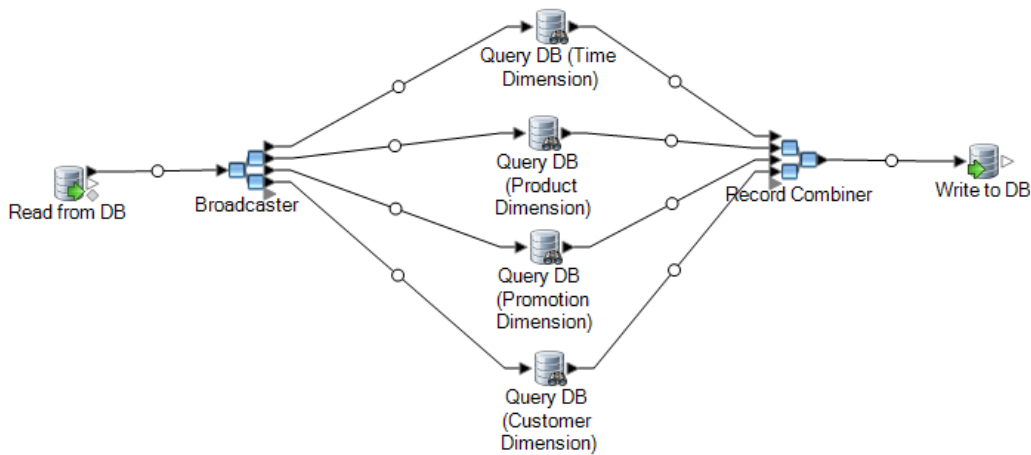 Query DB (Time
Dimension)
Query DB
(Product
Dimension)
Read from DB
Broadcaster
Record Combiner
Write to DB
Query DB
(Promotion
Dimension)
Query DB
(Customer
Dimension)